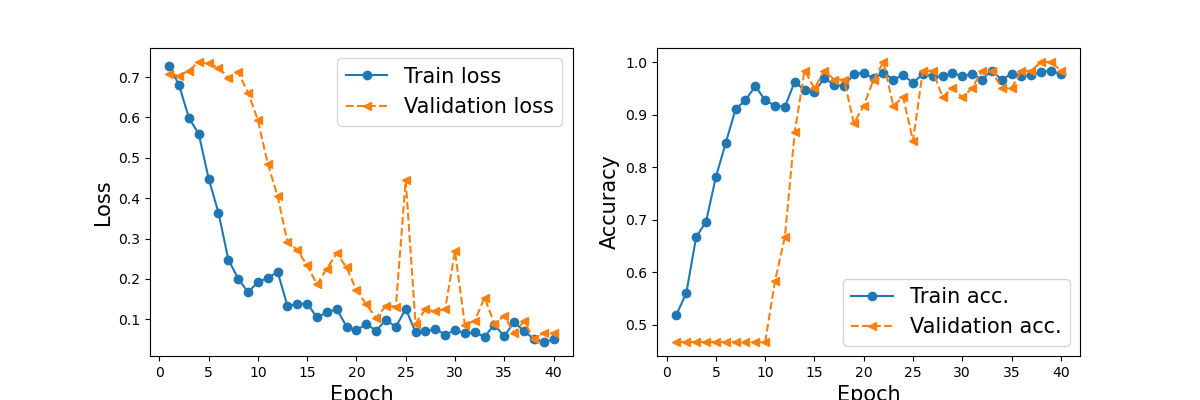 0.7
0.6
0.5
0.4
0.3
0.2
0.1
Loss
Train loss
Validation loss
0 5 10 15 20 25 30 35 40
Epoch
1.0
0.9
0.8
0.7
0.6
0.5
Accuracy
Train acc.
Validation acc.
0 5 10 15 20 25 30 35 40
Epoch